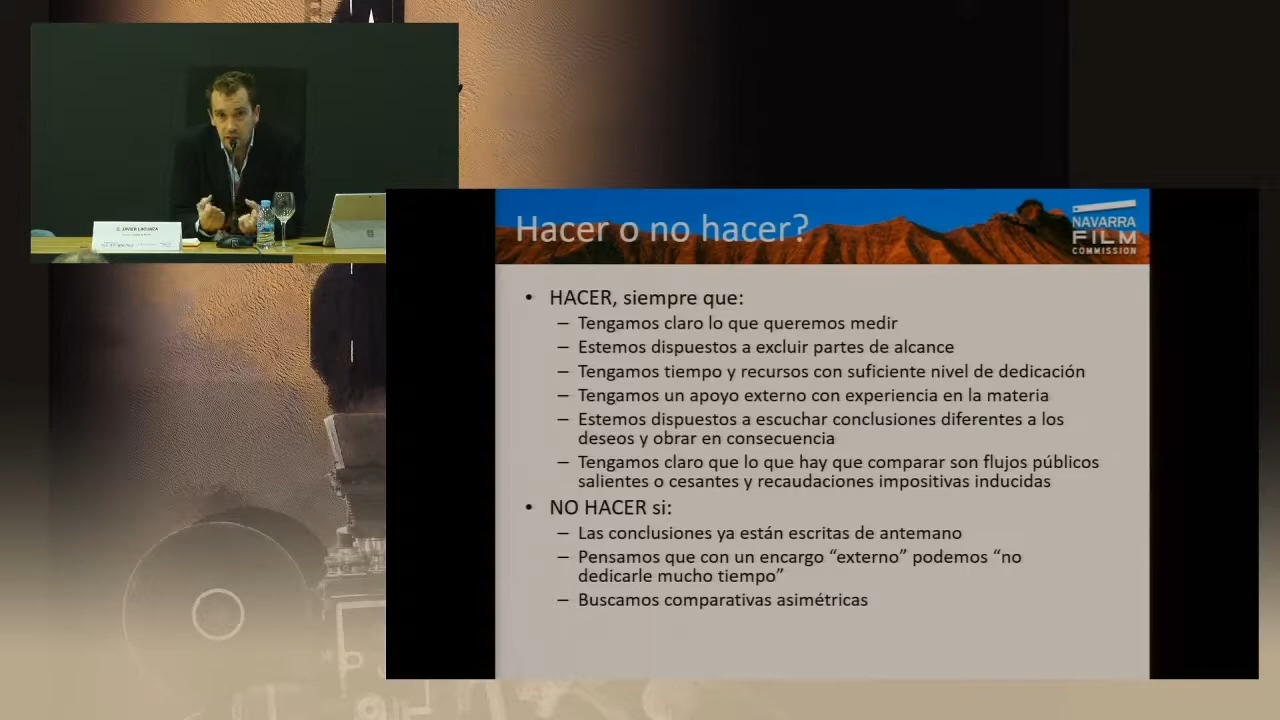 D. JAVIER LACUNZA
Hacer o no hacer?
NAVARRA
FILM
COMMISSION
• HACER, siempre que:
– Tengamos claro lo que queremos medir
– Estemos dispuestos a excluir partes de alcance
– Tengamos tiempo y recursos con suficiente nivel de dedicación
– Tengamos un apoyo externo con experiencia en la materia
– Estemos dispuestos a escuchar conclusiones diferentes a los
deseos y obrar en consecuencia
– Tengamos claro que lo que hay que comparar son flujos públicos
salientes o cesantes y recaudaciones impositivas inducidas
• NO HACER si:
– Las conclusiones ya están escritas de antemano
– Pensamos que con un encargo “externo” podemos “no
dedicarle mucho tiempo”
– Buscamos comparativas asimétricas